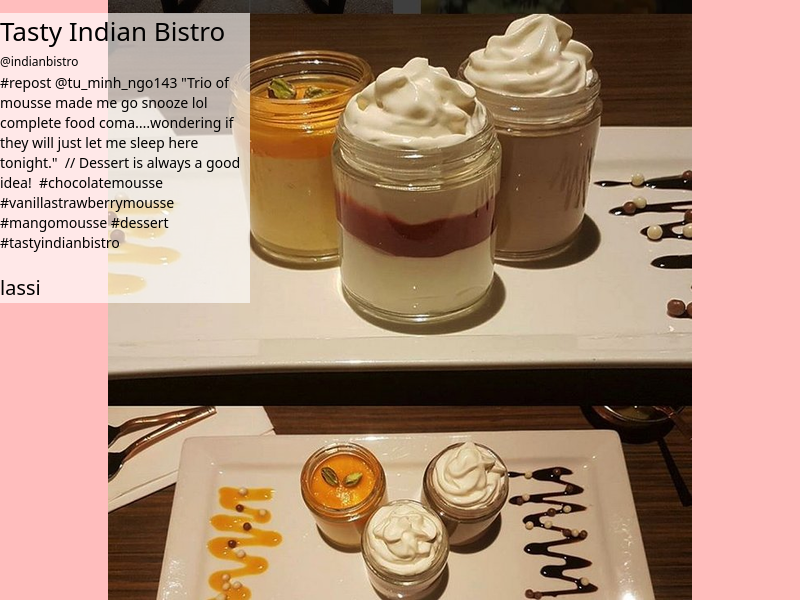 Tasty Indian Bistro
@indianbistro
#repost @tu_minh_ngo143 "Trio of
mousse made me go snooze lol
complete food coma....wondering if
they will just let me sleep here
tonight."  // Dessert is always a good
idea!  #chocolatemousse
#vanillastrawberrymousse
#mangomousse #dessert
#tastyindianbistro
lassi